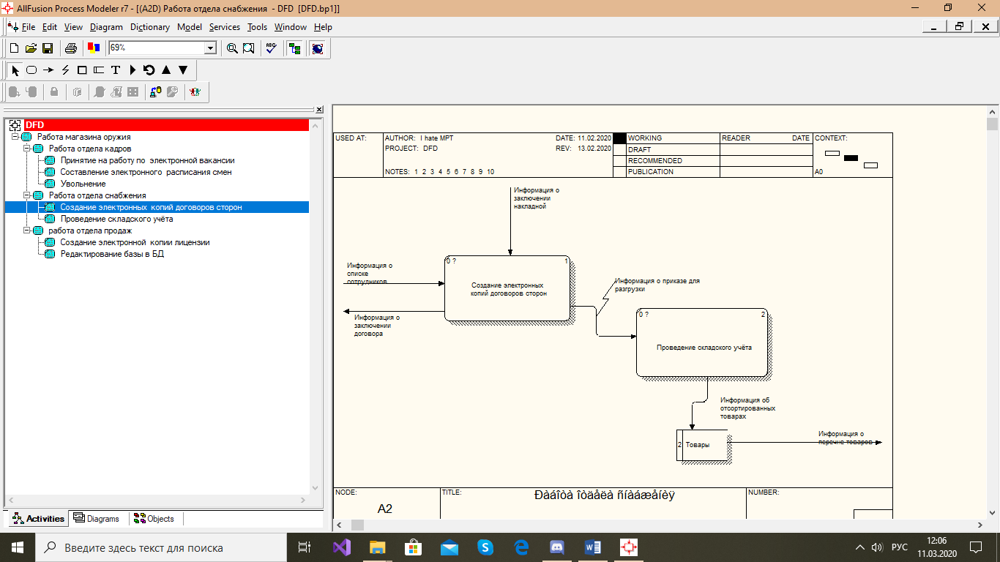 AllFusion Process Modeler r7 - [(A2D) Работа отдела снабжения - DFD [DFD.bp1]]
File Edit View Diagram Dictionary Model Services Tools Window Help
69%
ABC
T
DFD
Работа магазина оружия
Работа отдела кадров
Принятие на работу по электронной вакансии
Составление электронного расписания смен
Увольнение
Работа отдела снабжения
Создание электронных копий договоров сторон
Проведение складского учёта
работа отдела продаж
Создание электронной копии лицензии
Редактирование базы в БД
Activities Diagrams Objects
USED AT:
AUTHOR: I hate MPT
DATE: 11.02.2020
PROJECT: DFD
REV: 13.02.2020
NOTES: 1 2 3 4 5 6 7 8 9 10
WORKING
DRAFT
RECOMMENDED
PUBLICATION
READER DATE
CONTEXT:
A0
Информация о
заключении
накладной
Информация о
списке
сотрудников
0 ? 1
Создание электронных
копий договоров сторон
Информация о
заключении
договора
Информация о приказе для
разгрузки
0 ? 2
Проведение складского учёта
Информация об
отсортированных
товарах
2 Товары
Информация о
перечне товаров
NODE:
A2
TITLE:
Ðàáîòà îòäåëà ñíàáæåíèÿ
NUMBER:
Введите здесь текст для поиска
РУС
12:06
11.03.2020